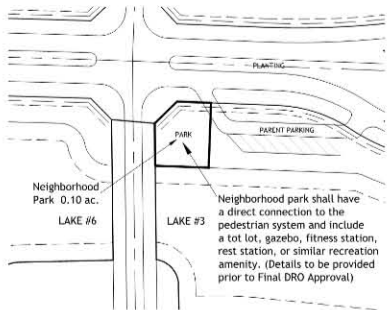 PLANTING
PARK
PARENT PARKING
Neighborhood
Park 0.10 ac.
LAKE #6
LAKE #3
Neighborhood park shall have
a direct connection to the
pedestrian system and include
a tot lot, gazebo, fitness station,
rest station, or similar recreation
amenity. (Details to be provided
prior to Final DRO Approval)